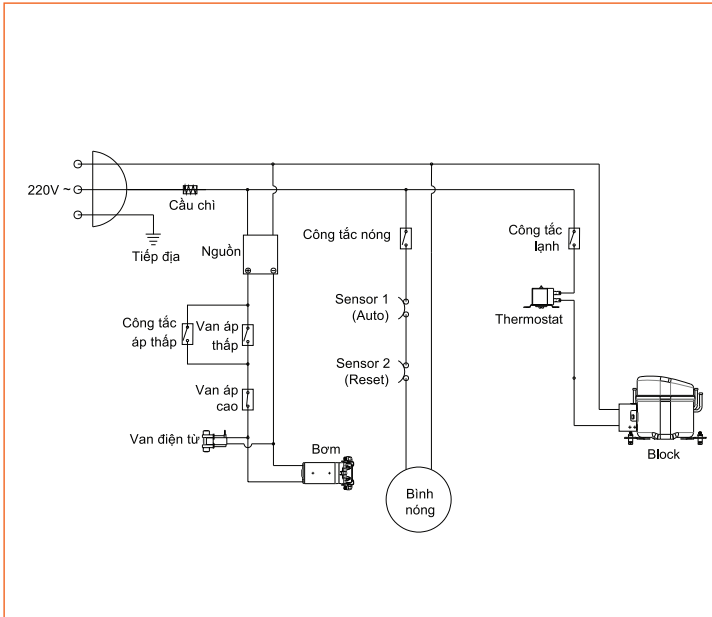 220V ~
Cầu chì
Tiếp địa
Nguồn
Công tắc nóng
Công tắc
lạnh
Sensor 1
(Auto)
Thermostat
Công tắc
áp thấp
Van áp
thấp
Sensor 2
(Reset)
Van áp
cao
Van điện từ
Bơm
Bình
nóng
Block